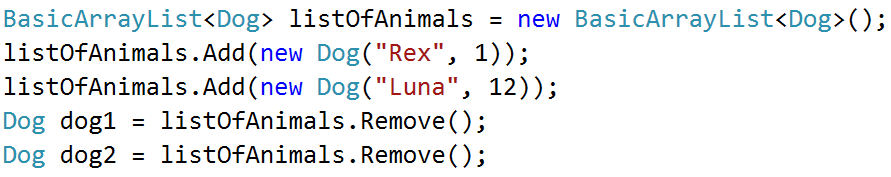 BasicArrayList<Dog> listOfAnimals = new BasicArrayList<Dog>();
listOfAnimals.Add(new Dog("Rex", 1));
listOfAnimals.Add(new Dog("Luna", 12));
Dog dog1 = listOfAnimals.Remove();
Dog dog2 = listOfAnimals.Remove();